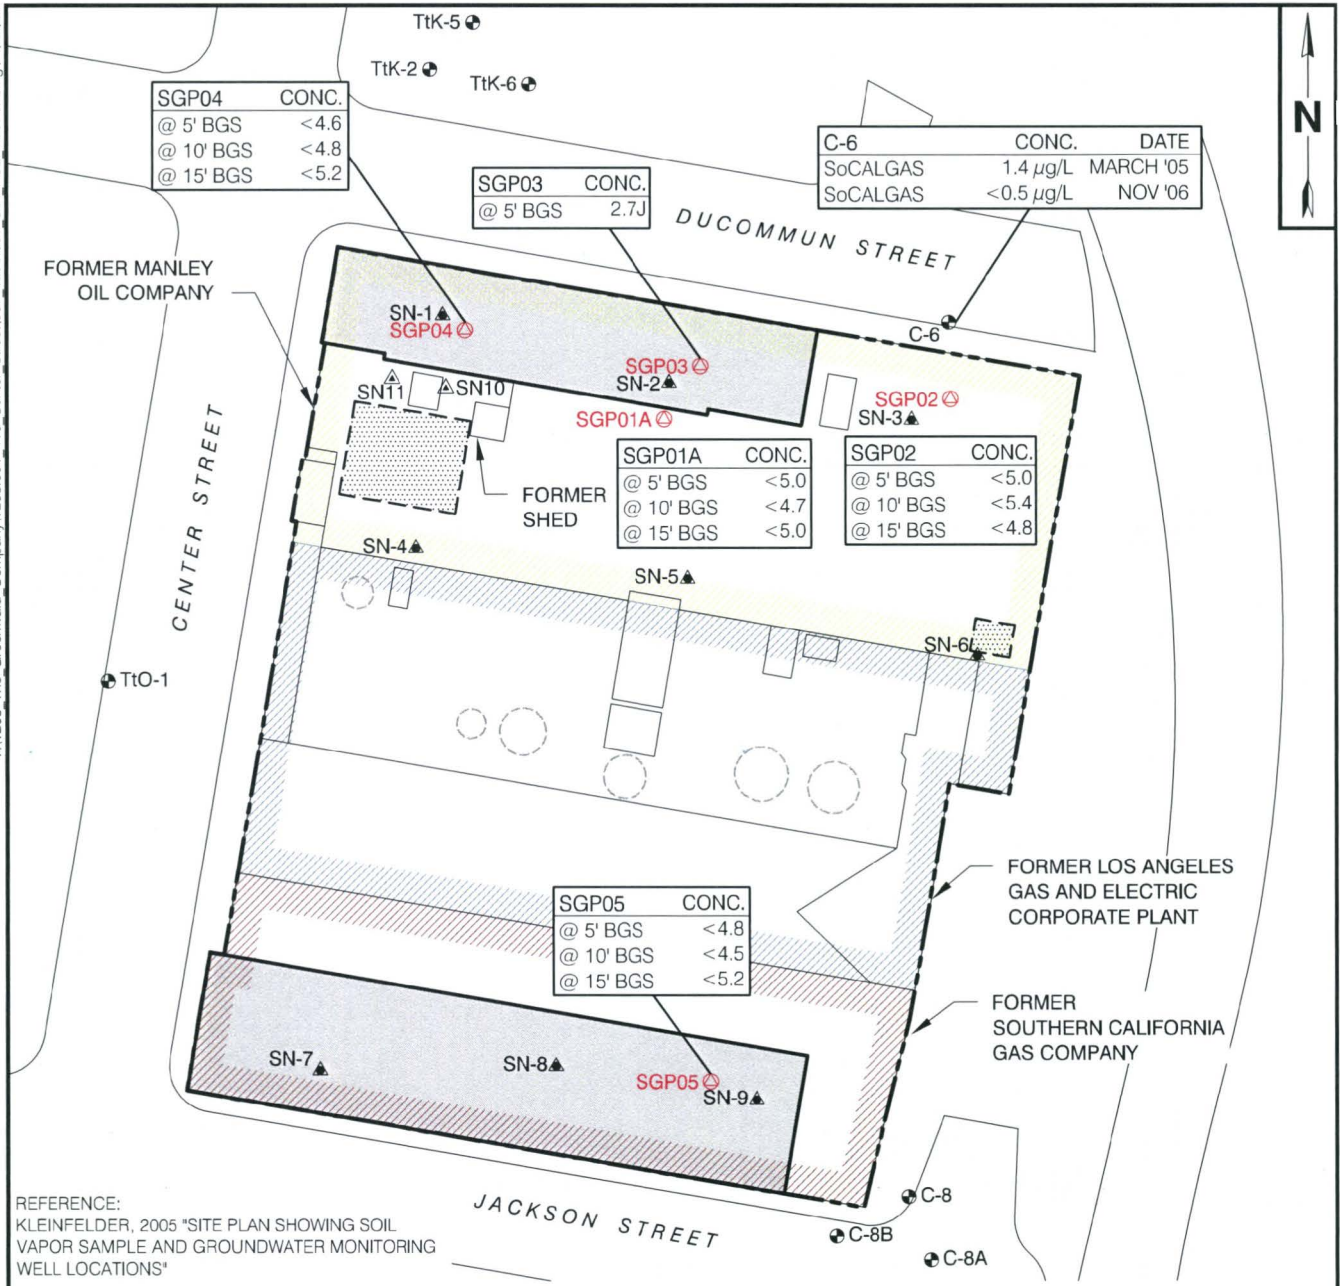 TtK-5
TtK-2
TtK-6
N
SGP04 CONC.
@ 5' BGS <4.6
@ 10' BGS <4.8
@ 15' BGS <5.2
SGP03 CONC.
@ 5' BGS 2.7J
C-6 CONC. DATE
SoCALGAS 1.4 µg/L MARCH '05
SoCALGAS <0.5 µg/L NOV '06
DUCOMMUN STREET
FORMER MANLEY
OIL COMPANY
SN-1
SGP04
SGP03
SN-2
C-6
SN11
SN10
SGP01A
SGP02
SN-3
CENTER STREET
FORMER
SHED
SGP01A CONC.
@ 5' BGS <5.0
@ 10' BGS <4.7
@ 15' BGS <5.0
SGP02 CONC.
@ 5' BGS <5.0
@ 10' BGS <5.4
@ 15' BGS <4.8
SN-4
SN-5
SN-6
TtO-1
FORMER LOS ANGELES
GAS AND ELECTRIC
CORPORATE PLANT
SGP05 CONC.
@ 5' BGS <4.8
@ 10' BGS <4.5
@ 15' BGS <5.2
FORMER
SOUTHERN CALIFORNIA
GAS COMPANY
SN-7
SN-8
SGP05
SN-9
JACKSON STREET
C-8
C-8B
C-8A
REFERENCE:
KLEINFELDER, 2005 "SITE PLAN SHOWING SOIL
VAPOR SAMPLE AND GROUNDWATER MONITORING
WELL LOCATIONS"